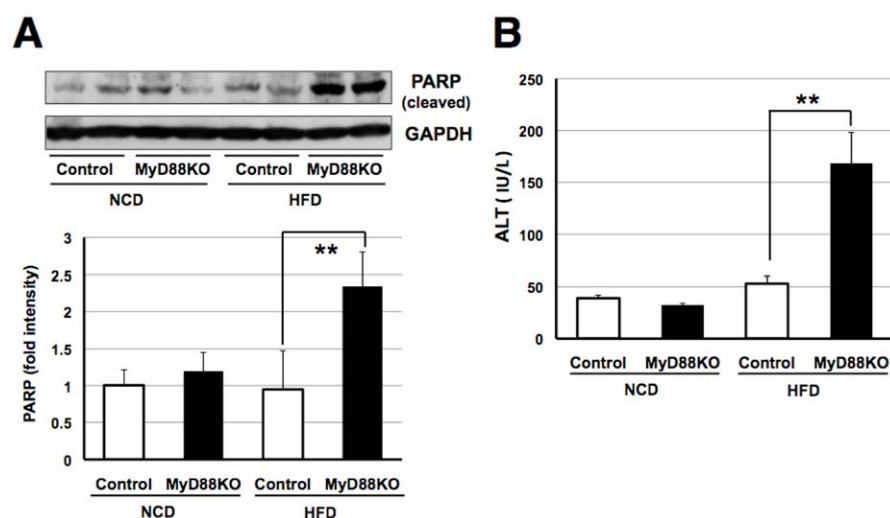 A
PARP
(cleaved)
GAPDH
Control MyD88KO Control MyD88KO
NCD HFD
PARP (fold intensity)
3
2.5
2
1.5
1
0.5
0
**
Control MyD88KO Control MyD88KO
NCD HFD
B
ALT ( IU/L)
250
200
150
100
50
0
**
Control MyD88KO Control MyD88KO
NCD HFD